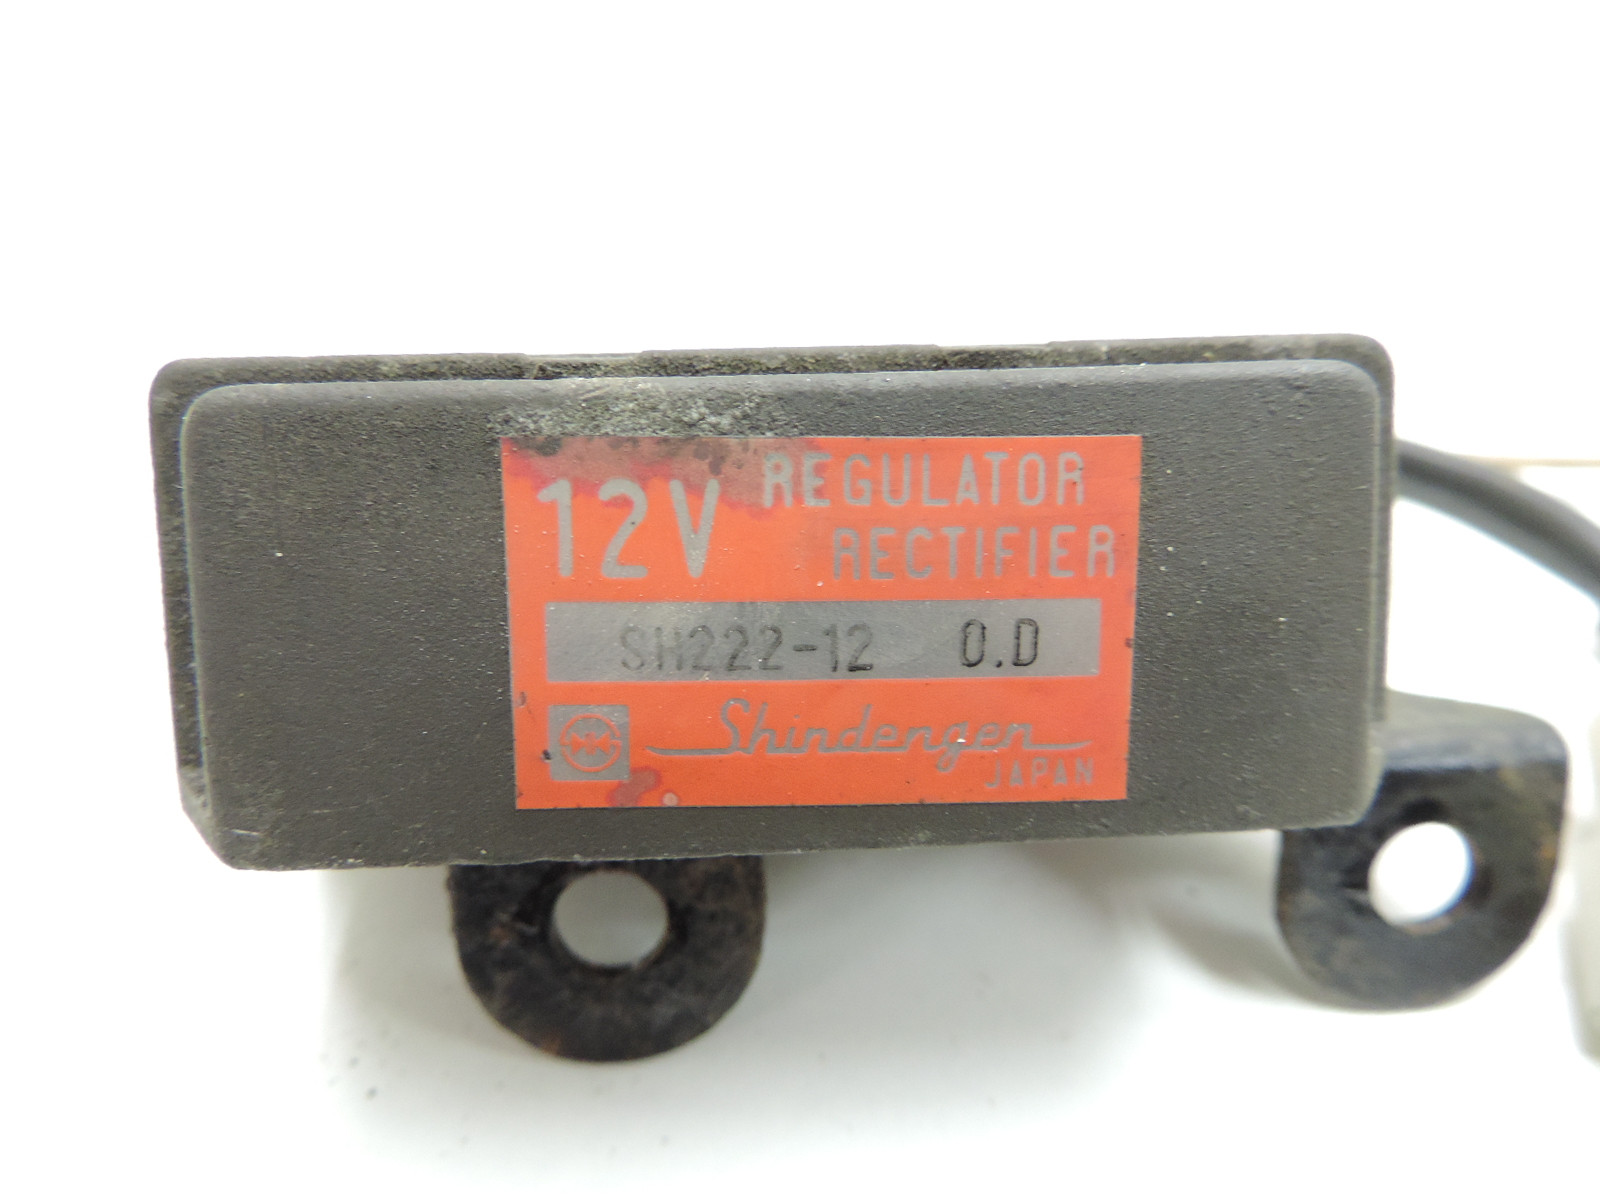 12V REGULATOR
RECTIFIER
SH222-12 0.D
Shindengen
JAPAN